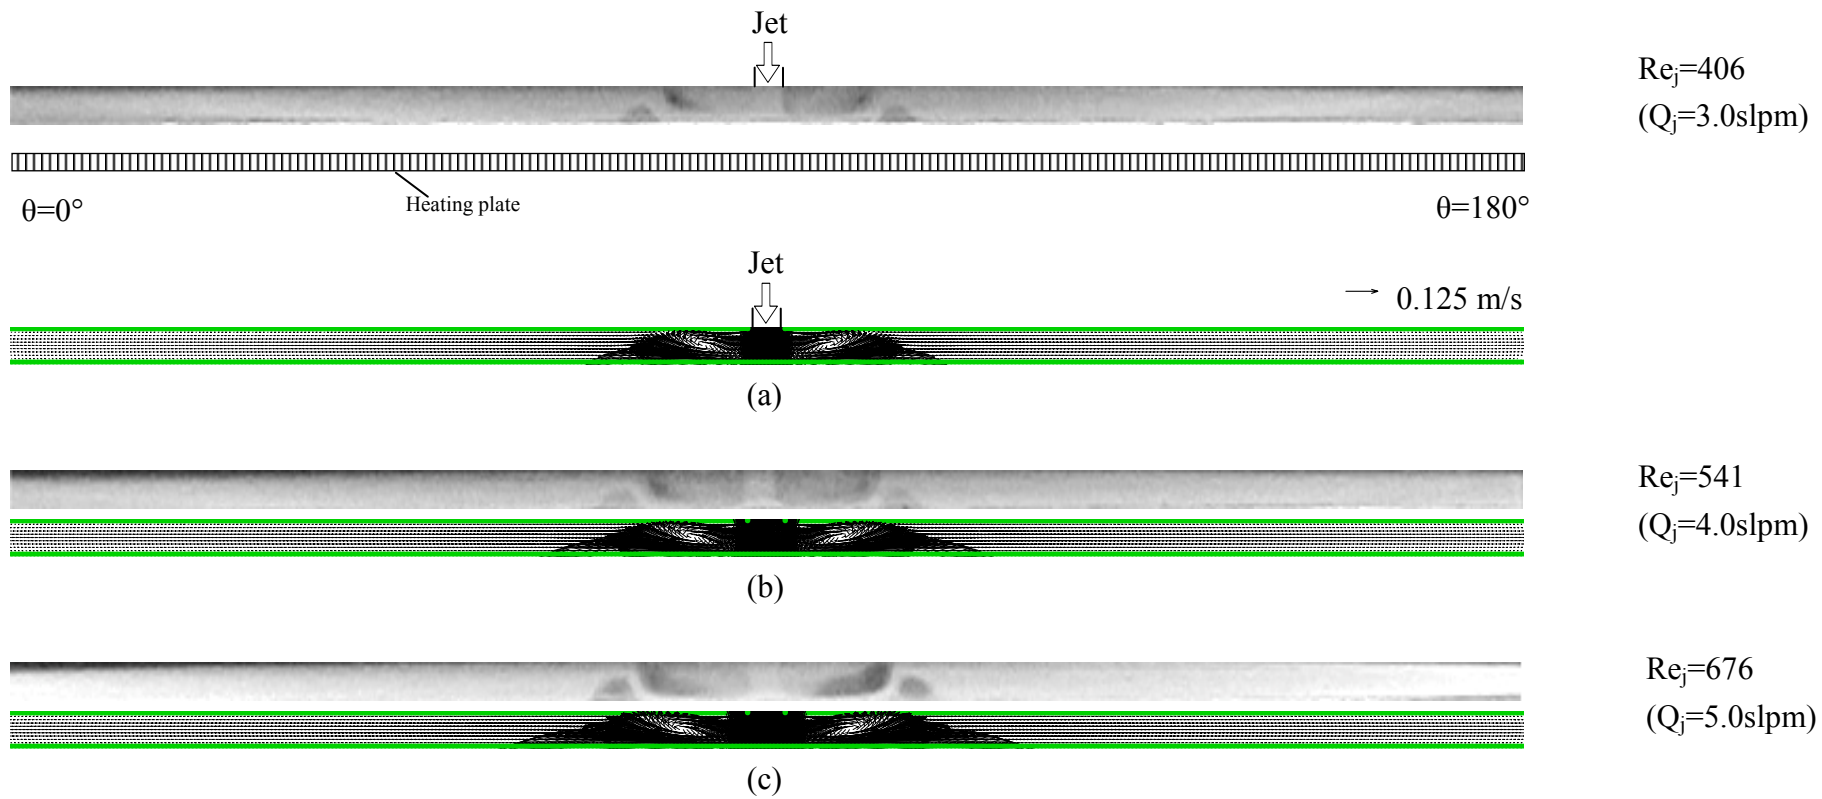 Jet
Re_j=406
(Q_j=3.0slpm)
Heating plate
θ=0°
θ=180°
Jet
0.125 m/s
(a)
Re_j=541
(Q_j=4.0slpm)
(b)
Re_j=676
(Q_j=5.0slpm)
(c)